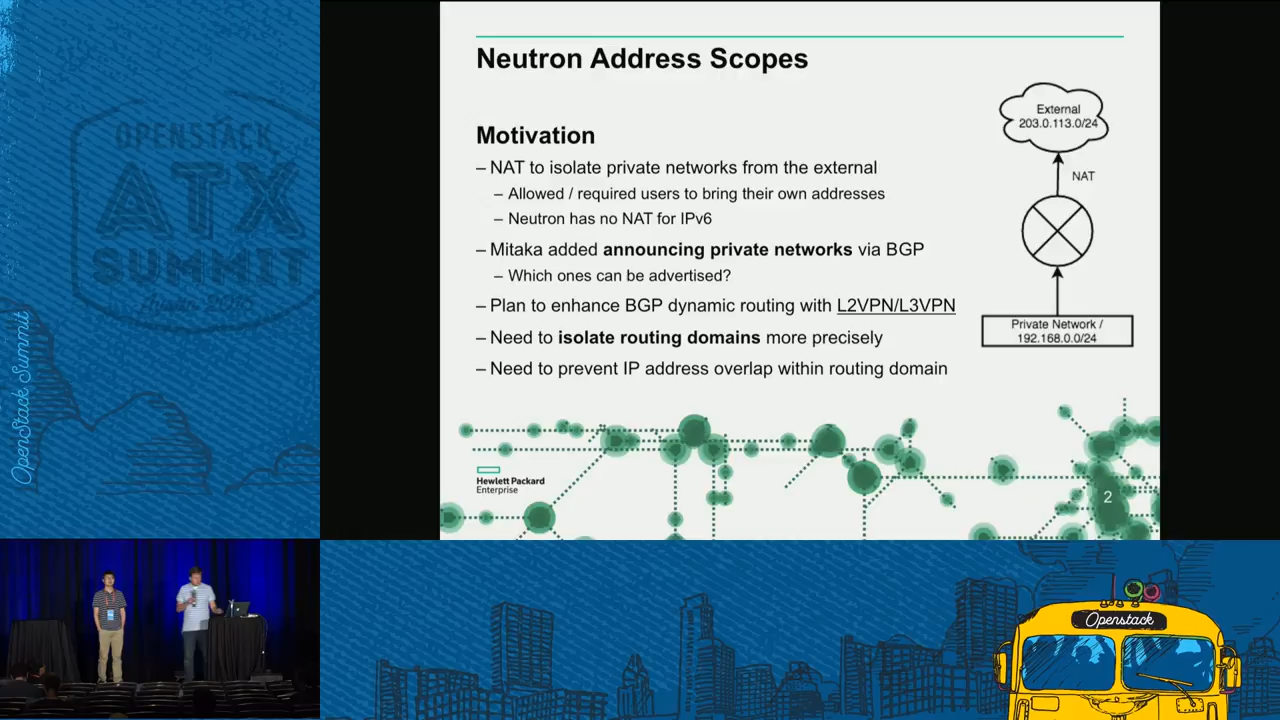 OPENSTACK
ATX
SUMMIT
Austin 2016
OpenStack Summit
Neutron Address Scopes
Motivation
– NAT to isolate private networks from the external
– Allowed / required users to bring their own addresses
– Neutron has no NAT for IPv6
– Mitaka added announcing private networks via BGP
– Which ones can be advertised?
– Plan to enhance BGP dynamic routing with L2VPN/L3VPN
– Need to isolate routing domains more precisely
– Need to prevent IP address overlap within routing domain
External
203.0.113.0/24
NAT
Private Network /
192.168.0.0/24
Hewlett Packard
Enterprise
2
Openstack